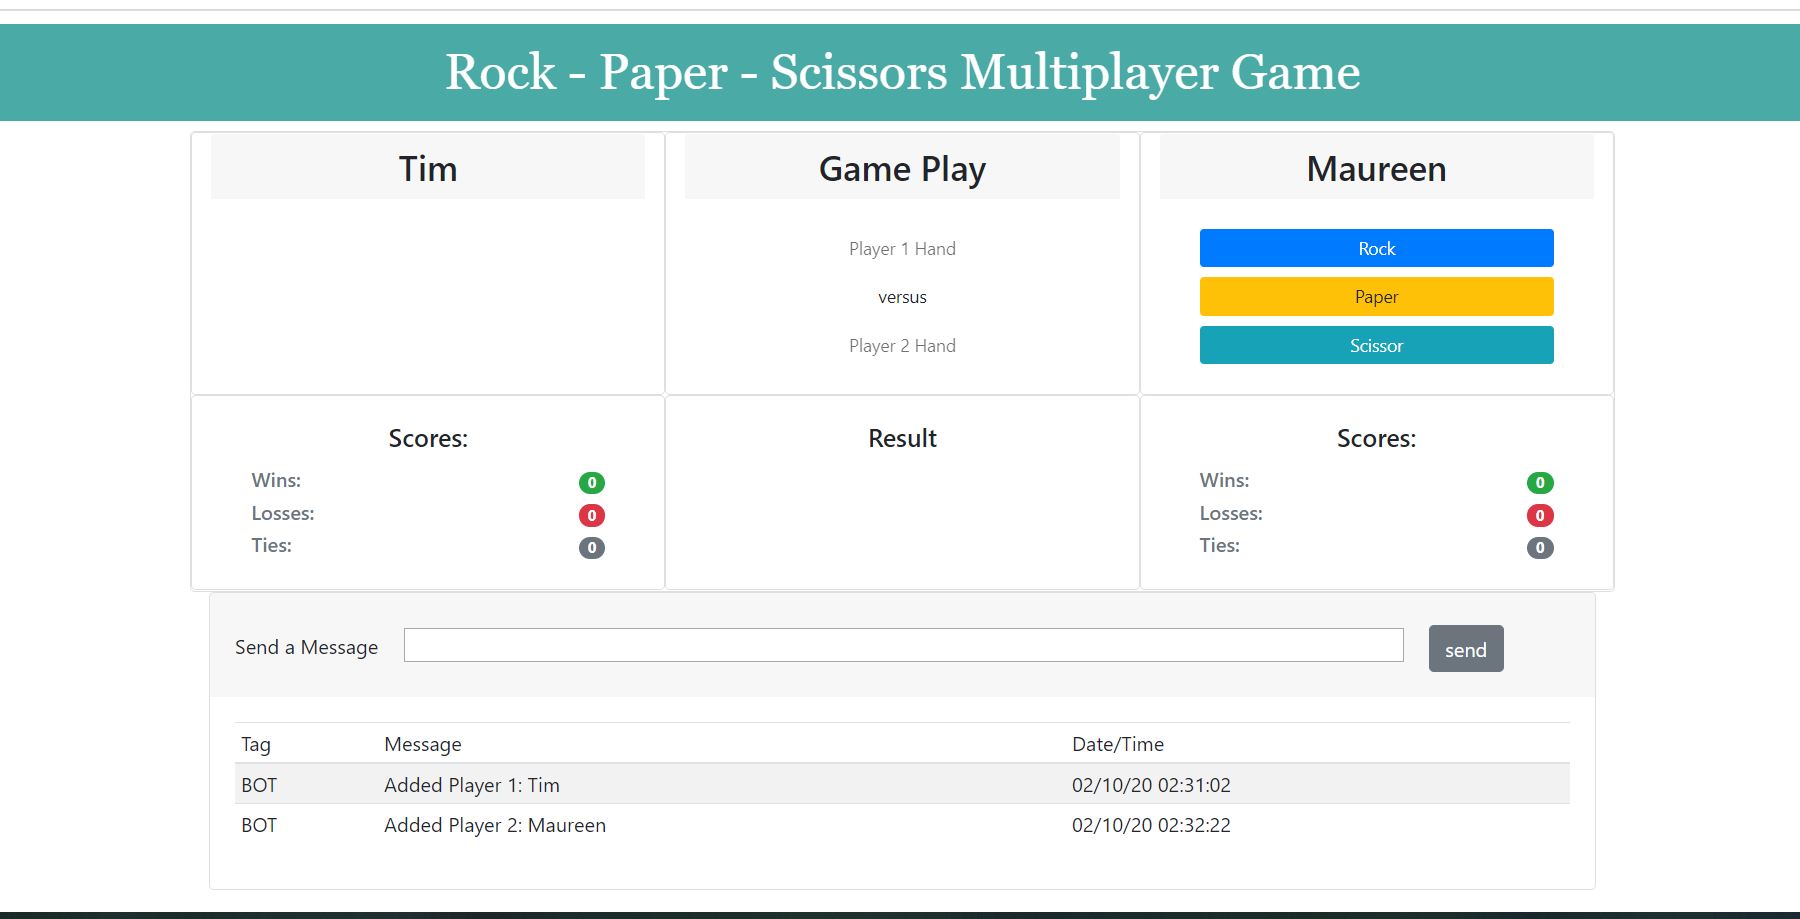 Rock - Paper - Scissors Multiplayer Game
Tim
Game Play
Maureen
Player 1 Hand
versus
Player 2 Hand
Rock
Paper
Scissor
Scores:
Wins: 0
Losses: 0
Ties: 0
Result
Scores:
Wins: 0
Losses: 0
Ties: 0
Send a Message
send
Tag Message Date/Time
BOT Added Player 1: Tim 02/10/20 02:31:02
BOT Added Player 2: Maureen 02/10/20 02:32:22